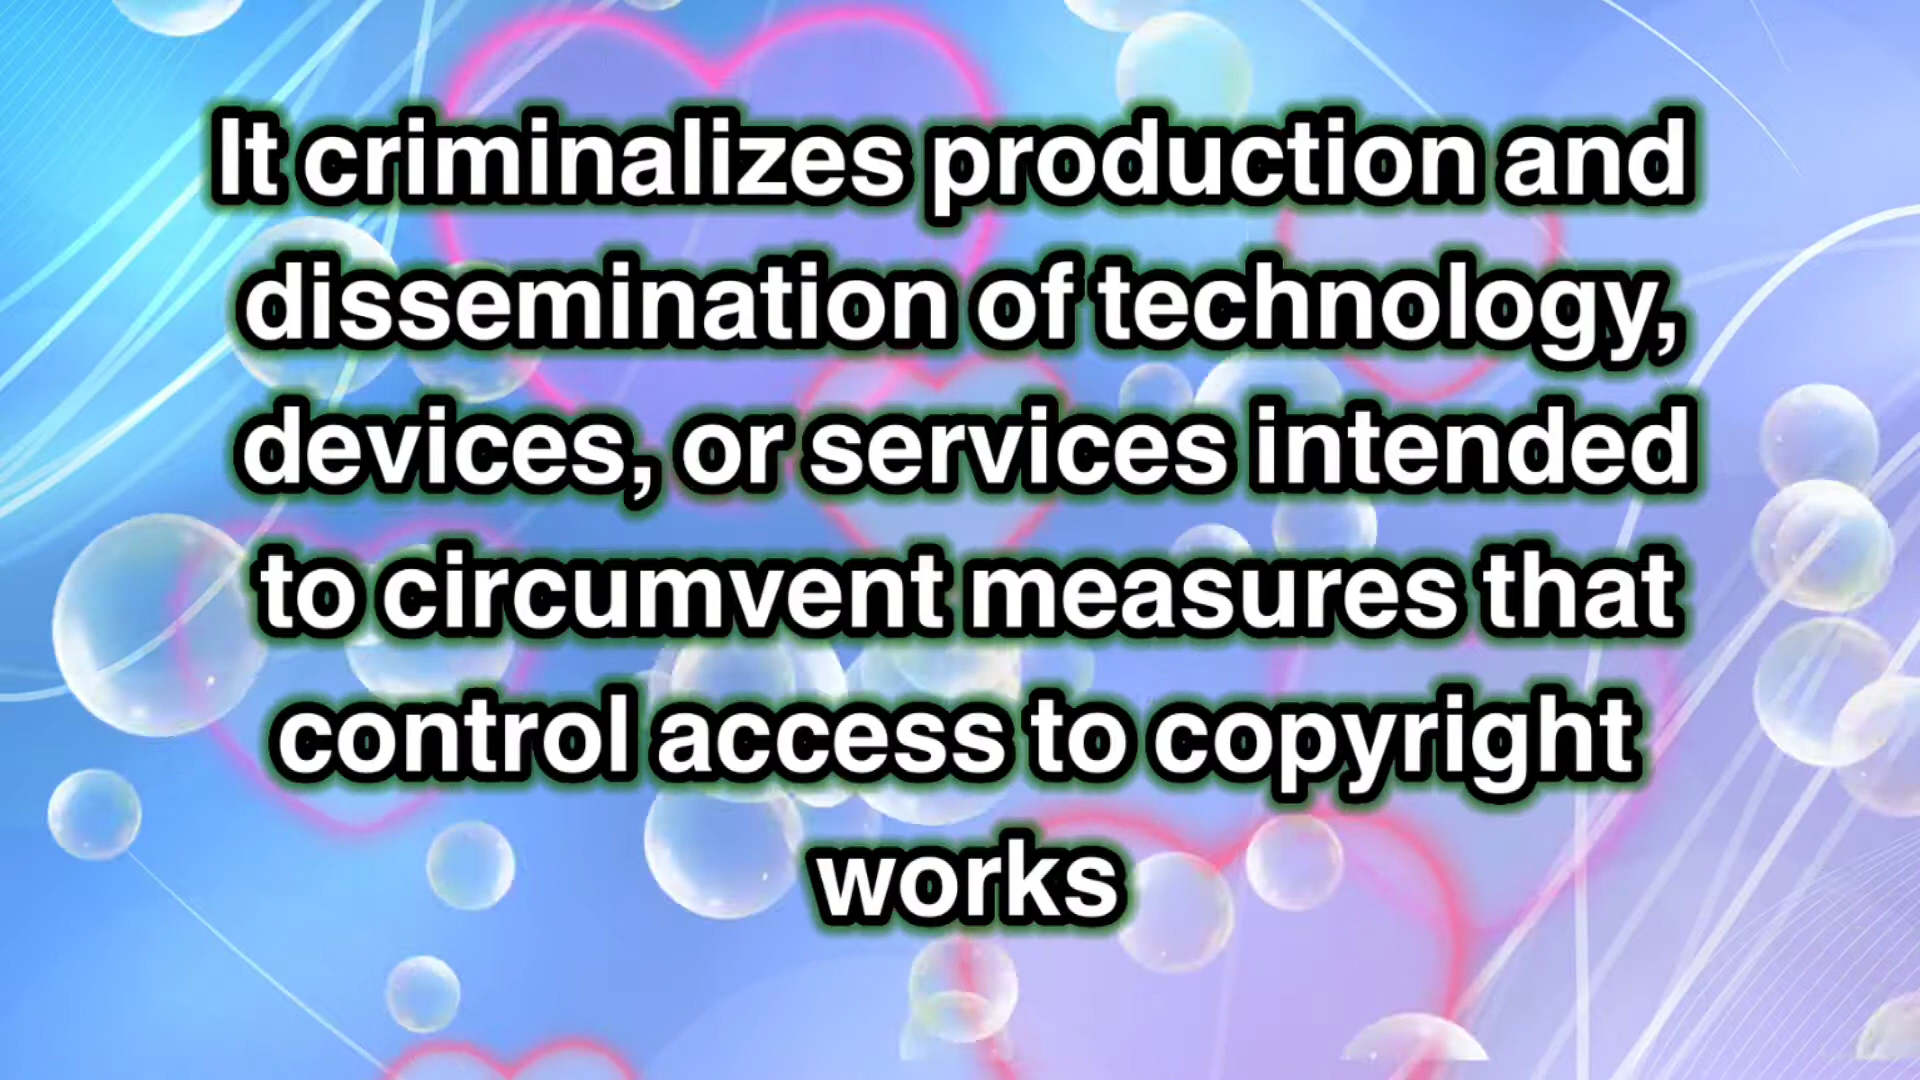 It criminalizes production and
dissemination of technology,
devices, or services intended
to circumvent measures that
control access to copyright
works